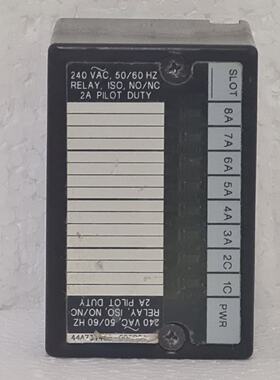 240 VAC, 50/60 HZ
RELAY, ISO, NO/NC
2A PILOT DUTY
SLOT
8A
7A
6A
5A
4A
3A
2C
1C
PWR
240 VAC, 50/60 HZ
RELAY, ISO, NO/NC
2A PILOT DUTY